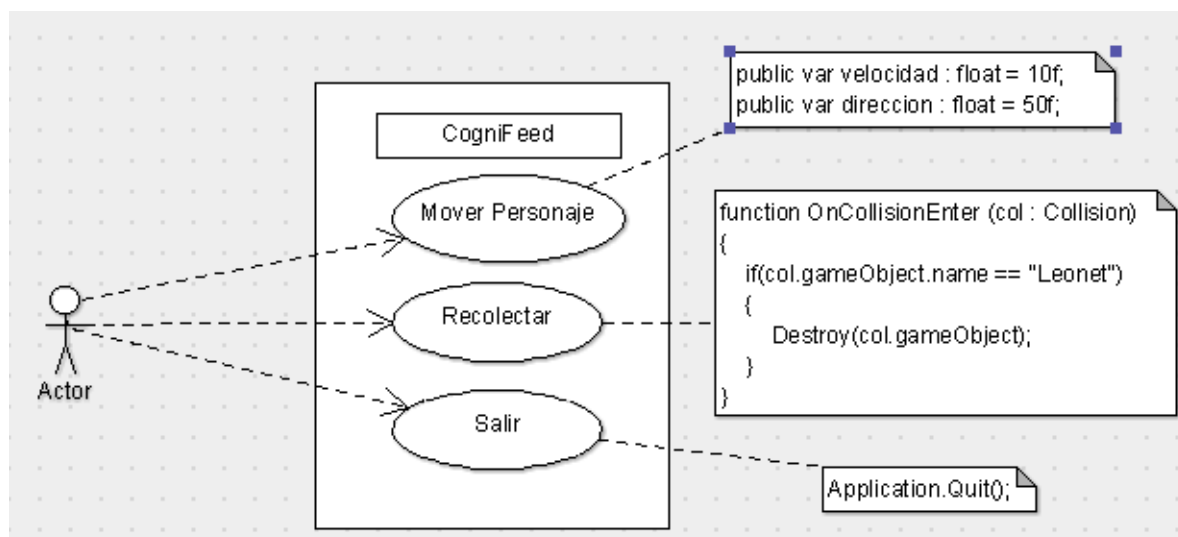 public var velocidad : float = 10f;
public var direccion : float = 50f;
CogniFeed
Mover Personaje
function OnCollisionEnter (col : Collision)
{
if(col.gameObject.name == "Leonet")
{
Destroy(col.gameObject);
}
}
Recolectar
Actor
Salir
Application.Quit();